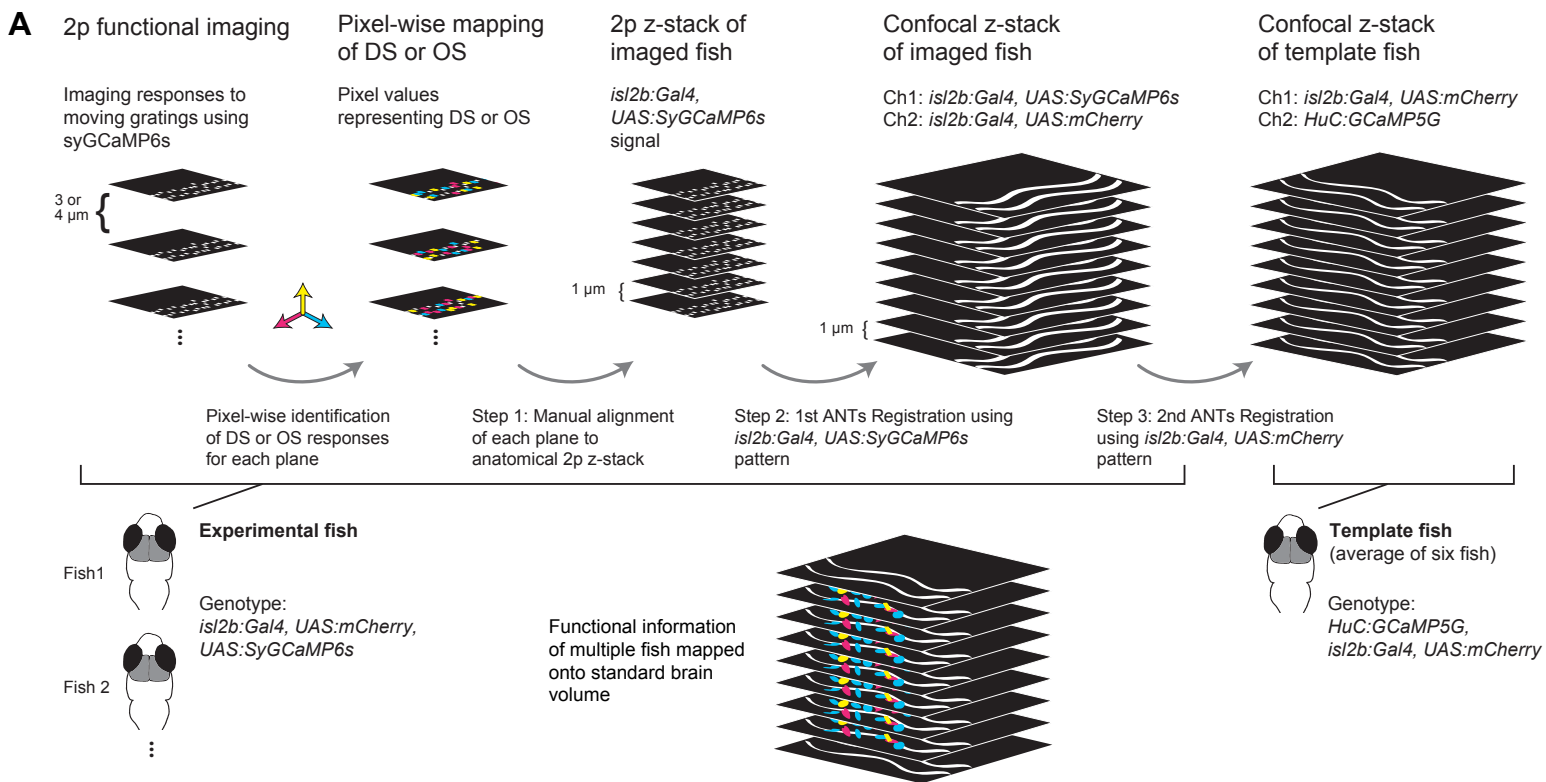 A
2p functional imaging
Imaging responses to
moving gratings using
syGCaMP6s
3 or
4 µm
Pixel-wise mapping
of DS or OS
Pixel values
representing DS or OS
2p z-stack of
imaged fish
isl2b:Gal4,
UAS:SyGCaMP6s
signal
1 µm
Confocal z-stack
of imaged fish
Ch1: isl2b:Gal4, UAS:SyGCaMP6s
Ch2: isl2b:Gal4, UAS:mCherry
1 µm
Confocal z-stack
of template fish
Ch1: isl2b:Gal4, UAS:mCherry
Ch2: HuC:GCaMP5G
Pixel-wise identification
of DS or OS responses
for each plane
Step 1: Manual alignment
of each plane to
anatomical 2p z-stack
Step 2: 1st ANTs Registration using
isl2b:Gal4, UAS:SyGCaMP6s
pattern
Step 3: 2nd ANTs Registration
using isl2b:Gal4, UAS:mCherry
pattern
Experimental fish
Fish1
Genotype:
isl2b:Gal4, UAS:mCherry,
UAS:SyGCaMP6s
Fish 2
Functional information
of multiple fish mapped
onto standard brain
volume
Template fish
(average of six fish)
Genotype:
HuC:GCaMP5G,
isl2b:Gal4, UAS:mCherry